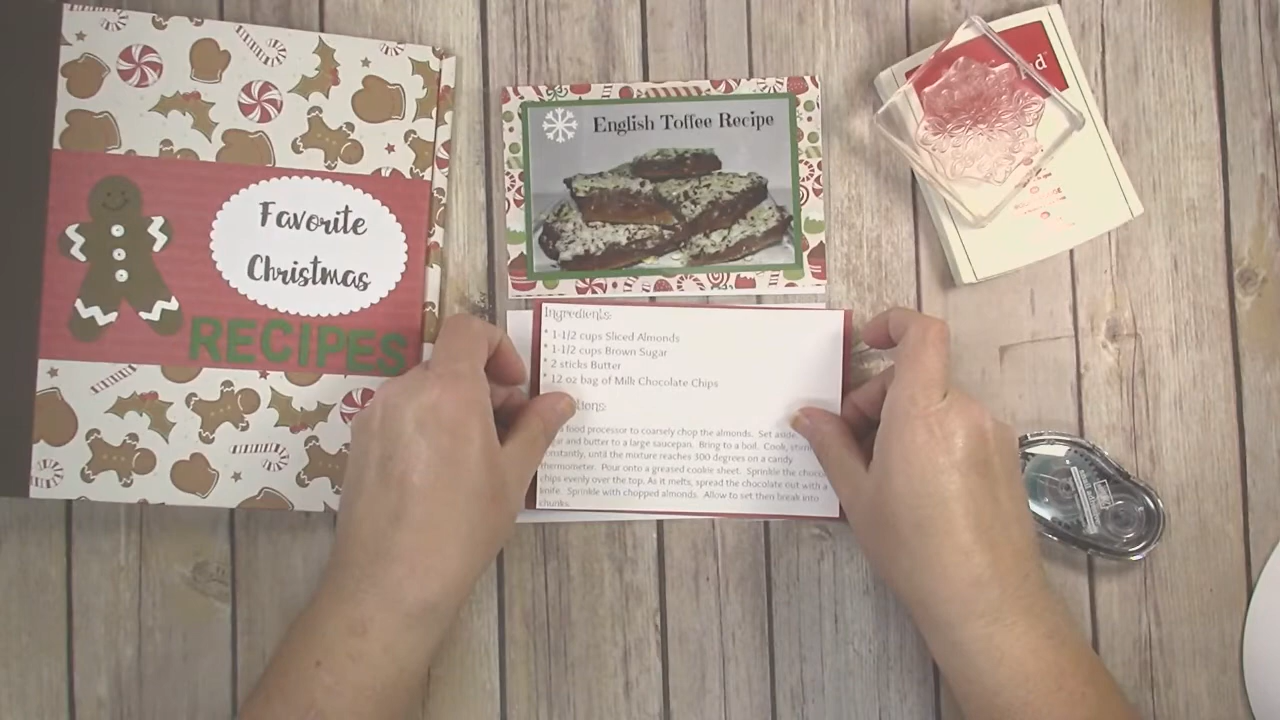 Favorite
Christmas
RECIPES
English Toffee Recipe
Ingredients:
* 1-1/2 cups Sliced Almonds
* 1-1/2 cups Brown Sugar
* 2 sticks Butter
* 12 oz bag of Milk Chocolate Chips
tions:
a food processor to coarsely chop the almonds. Set aside.
and butter to a large saucepan. Bring to a boil. Cook,
constantly, until the mixture reaches 300 degrees on a candy
thermometer. Pour onto a greased cookie sheet. Sprinkle the
chips evenly over the top. As it melts, spread the chocolate out with a
knife. Sprinkle with chopped almonds. Allow to set then break into
chunks.